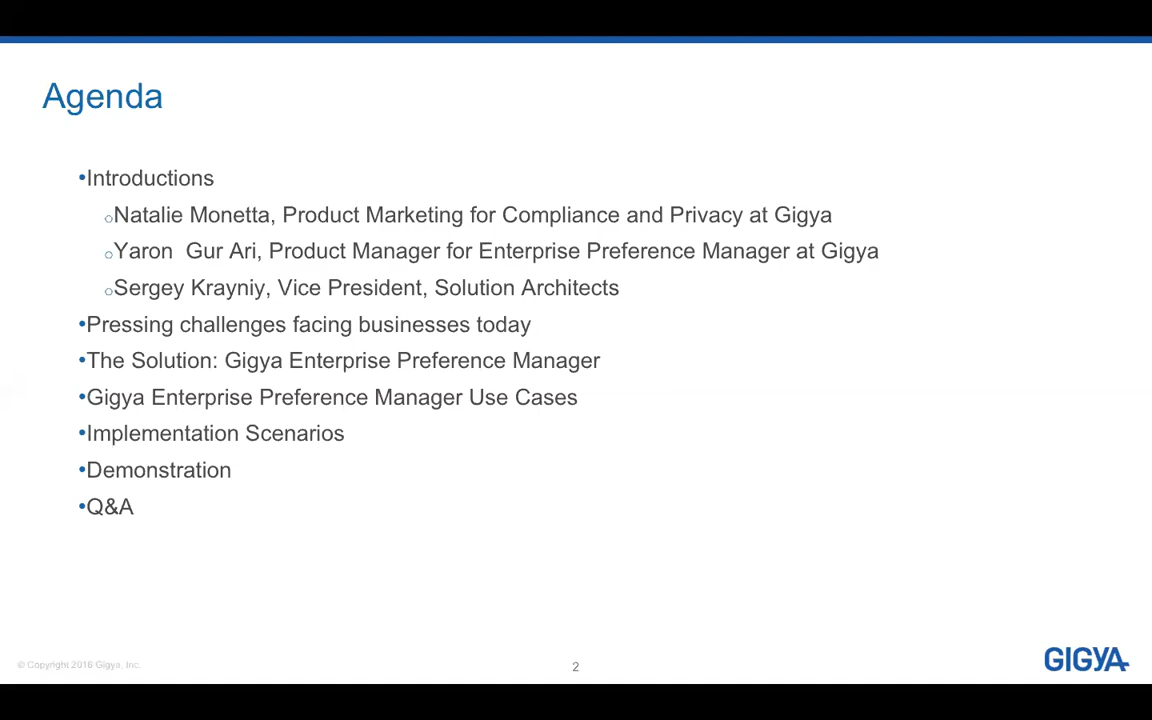 Agenda
•Introductions
oNatalie Monetta, Product Marketing for Compliance and Privacy at Gigya
oYaron  Gur Ari, Product Manager for Enterprise Preference Manager at Gigya
oSergey Krayniy, Vice President, Solution Architects
•Pressing challenges facing businesses today
•The Solution: Gigya Enterprise Preference Manager
•Gigya Enterprise Preference Manager Use Cases
•Implementation Scenarios
•Demonstration
•Q&A
© Copyright 2016 Gigya, Inc.
2
GIGYA